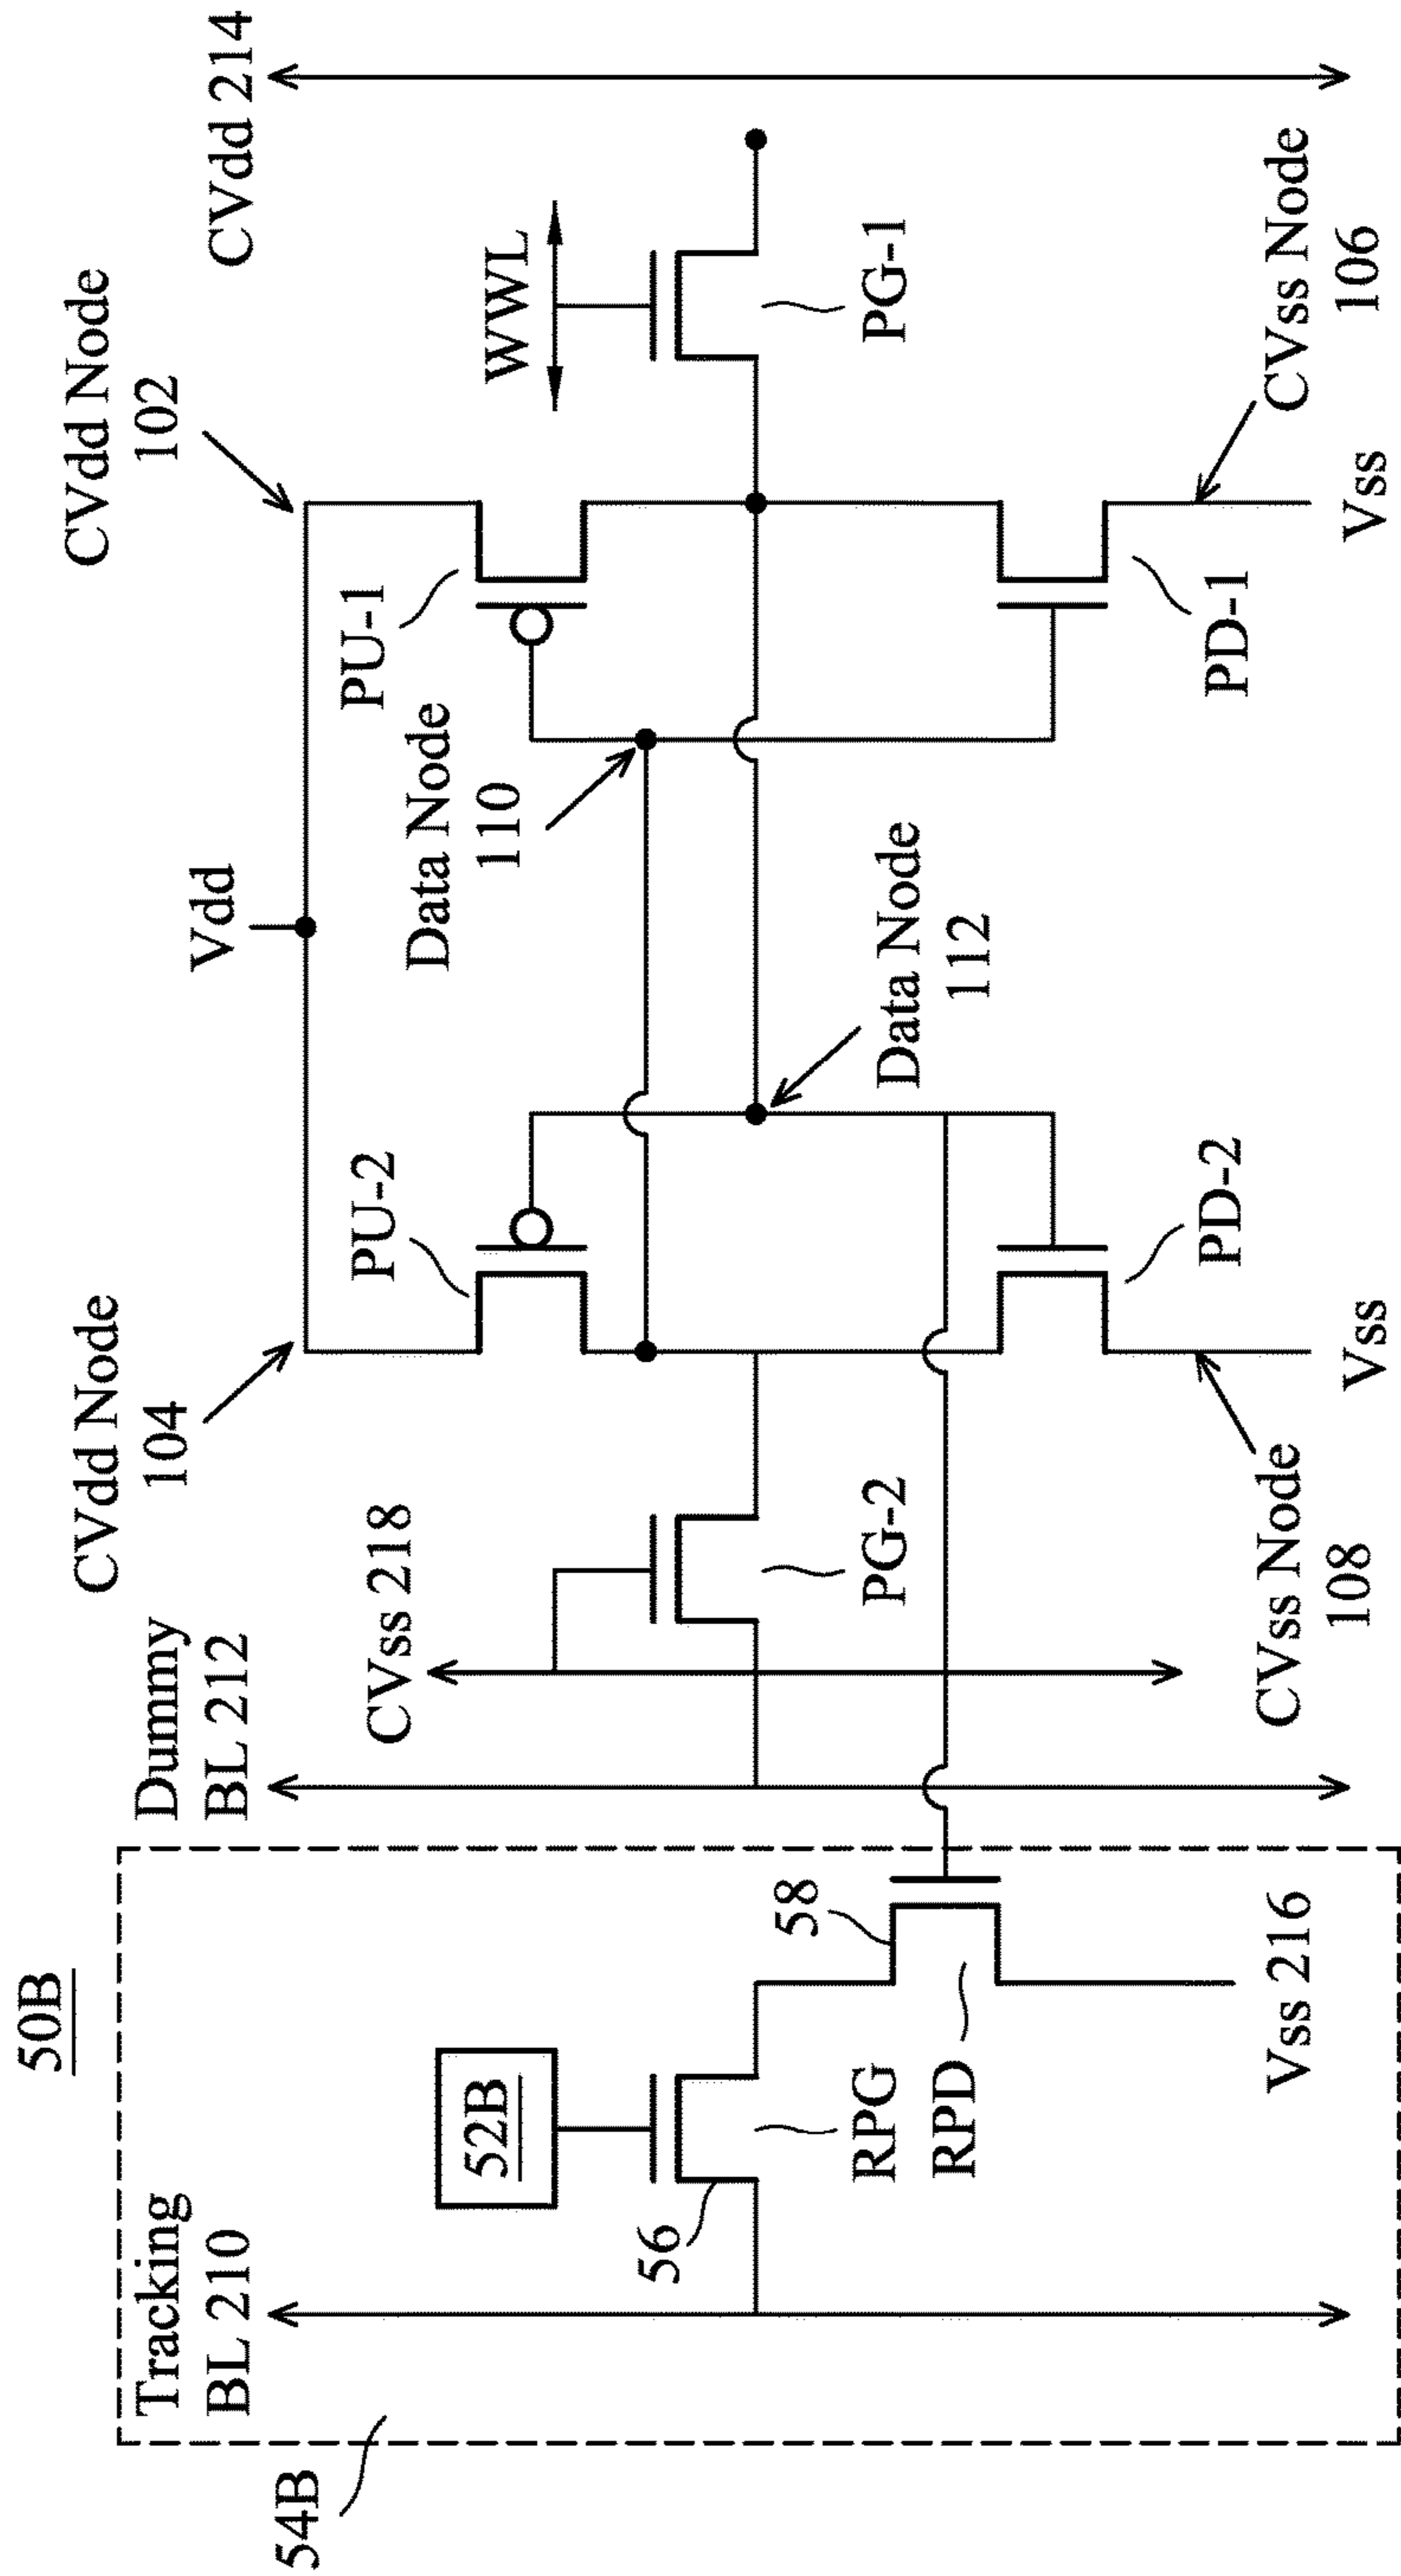 50B
54B
Tracking
BL 210
52B
56
RPG
RPD
58
Vss 216
Dummy
BL 212
CVss 218
PG-2
CVdd Node
104
PU-2
PD-2
Vss
CVss Node
108
Vdd
Data Node
110
Data Node
112
CVdd Node
102
PU-1
PD-1
Vss
CVss Node
106
WWL
PG-1
CVdd 214